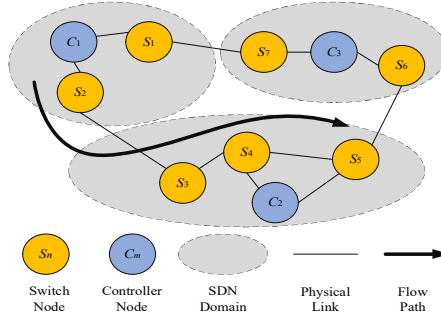 C1
S1
S7
C3
S6
S2
S4
S5
S3
C2
Sn
Cm
Switch Node
Controller Node
SDN Domain
Physical Link
Flow Path